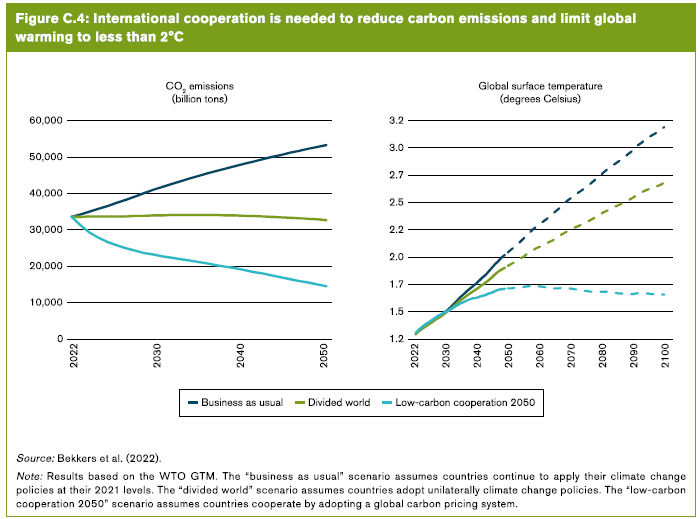 Figure C.4: International cooperation is needed to reduce carbon emissions and limit global
warming to less than 2°C
CO₂ emissions
(billion tons)
60,000
50,000
40,000
30,000
20,000
10,000
0
2022
2030
2040
2050
Global surface temperature
(degrees Celsius)
3.2
3.0
2.7
2.5
2.2
2.0
1.7
1.5
1.2
2022
2030
2040
2050
2060
2070
2080
2090
2100
Business as usual
Divided world
Low-carbon cooperation 2050
Source: Bekkers et al. (2022).
Note: Results based on the WTO GTM. The “business as usual” scenario assumes countries continue to apply their climate change
policies at their 2021 levels. The “divided world” scenario assumes countries adopt unilaterally climate change policies. The “low-carbon
cooperation 2050” scenario assumes countries cooperate by adopting a global carbon pricing system.